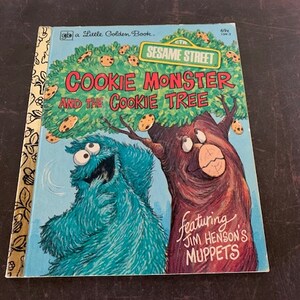 a Little Golden Book
SESAME STREET
COOKIE MONSTER
AND THE COOKIE TREE
featuring
JIM HENSON'S
MUPPETS